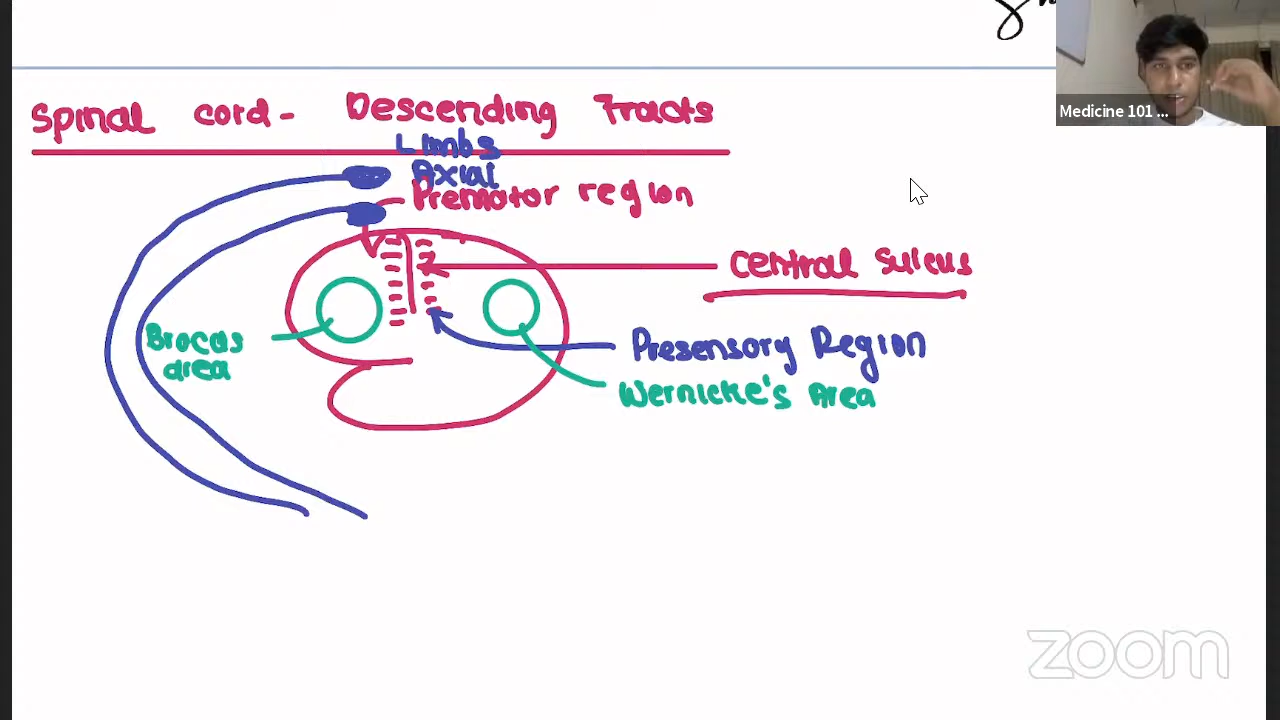 Medicine 101 ...
Spinal cord - Descending Tracts
Limbs
Axial
Premotor region
Central Sulcus
Brocas
area
Presensory Region
Wernicke's Area
zoom